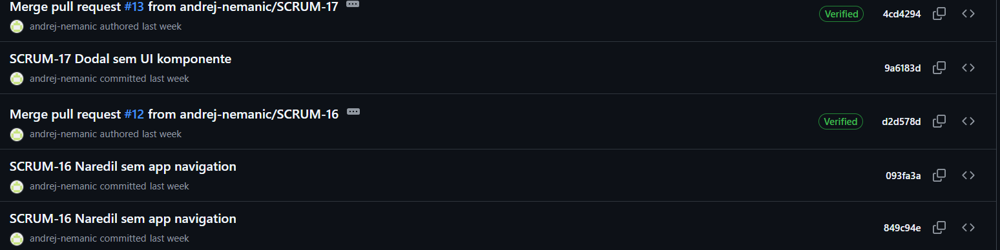 Merge pull request #13 from andrej-nemanic/SCRUM-17
Verified
4cd4294
andrej-nemanic authored last week
SCRUM-17 Dodal sem UI komponente
9a6183d
andrej-nemanic committed last week
Merge pull request #12 from andrej-nemanic/SCRUM-16
Verified
d2d578d
andrej-nemanic authored last week
SCRUM-16 Naredil sem app navigation
093fa3a
andrej-nemanic committed last week
SCRUM-16 Naredil sem app navigation
849c94e
andrej-nemanic committed last week